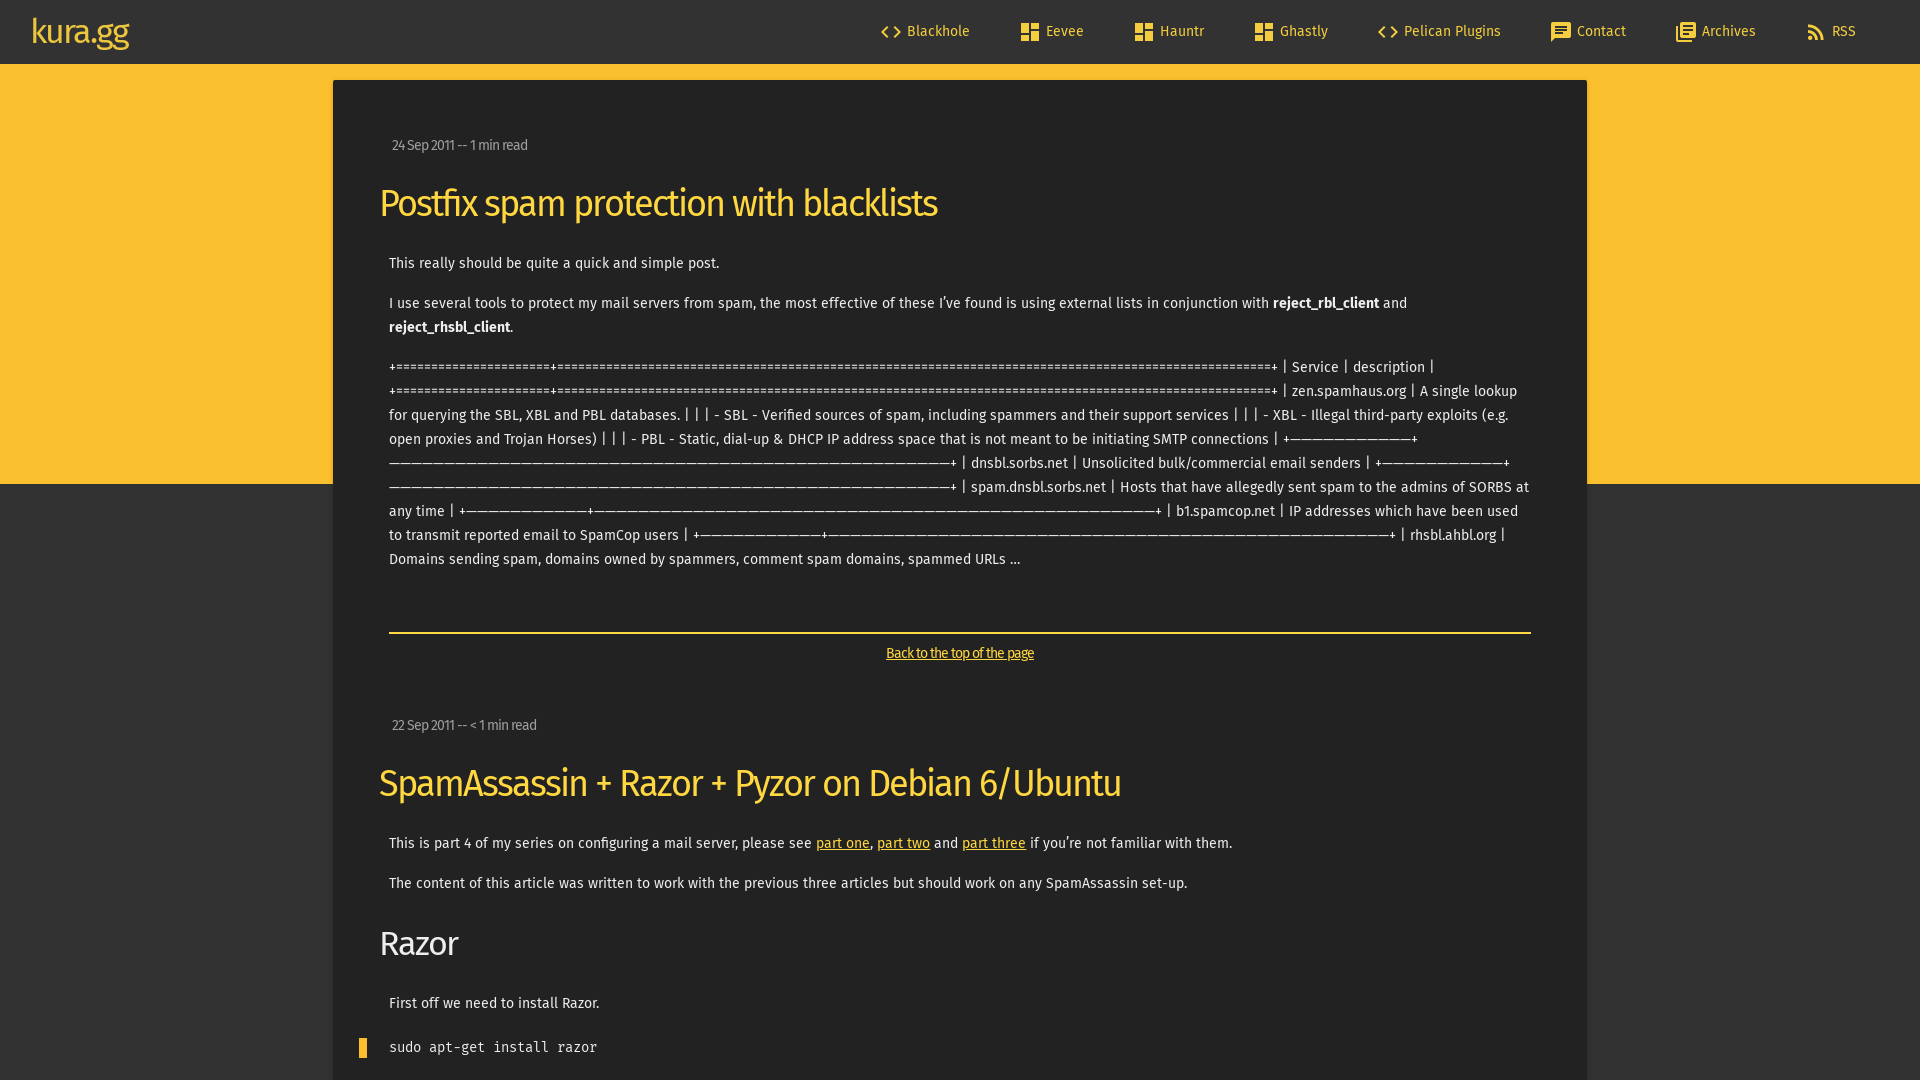 kura.gg
Blackhole
Eevee
Hauntr
Ghastly
Pelican Plugins
Contact
Archives
RSS
24 Sep 2011 -- 1 min read
Postfix spam protection with blacklists
This really should be quite a quick and simple post.
I use several tools to protect my mail servers from spam, the most effective of these I’ve found is using external lists in conjunction with reject_rbl_client and
reject_rhsbl_client.
+======================+======================================================================================================+ | Service | description |
+======================+======================================================================================================+ | zen.spamhaus.org | A single lookup
for querying the SBL, XBL and PBL databases. | | | - SBL - Verified sources of spam, including spammers and their support services | | | - XBL - Illegal third-party exploits (e.g.
open proxies and Trojan Horses) | | | - PBL - Static, dial-up & DHCP IP address space that is not meant to be initiating SMTP connections | +———————————–+
———————————————————————————————————————————————————+ | dnsbl.sorbs.net | Unsolicited bulk/commercial email senders | +———————————–+
———————————————————————————————————————————————————+ | spam.dnsbl.sorbs.net | Hosts that have allegedly sent spam to the admins of SORBS at
any time | +———————————–+———————————————————————————————————————————————————+ | b1.spamcop.net | IP addresses which have been used
to transmit reported email to SpamCop users | +———————————–+———————————————————————————————————————————————————+ | rhsbl.ahbl.org |
Domains sending spam, domains owned by spammers, comment spam domains, spammed URLs …
Back to the top of the page
22 Sep 2011 -- < 1 min read
SpamAssassin + Razor + Pyzor on Debian 6/Ubuntu
This is part 4 of my series on configuring a mail server, please see part one, part two and part three if you’re not familiar with them.
The content of this article was written to work with the previous three articles but should work on any SpamAssassin set-up.
Razor
First off we need to install Razor.
sudo apt-get install razor